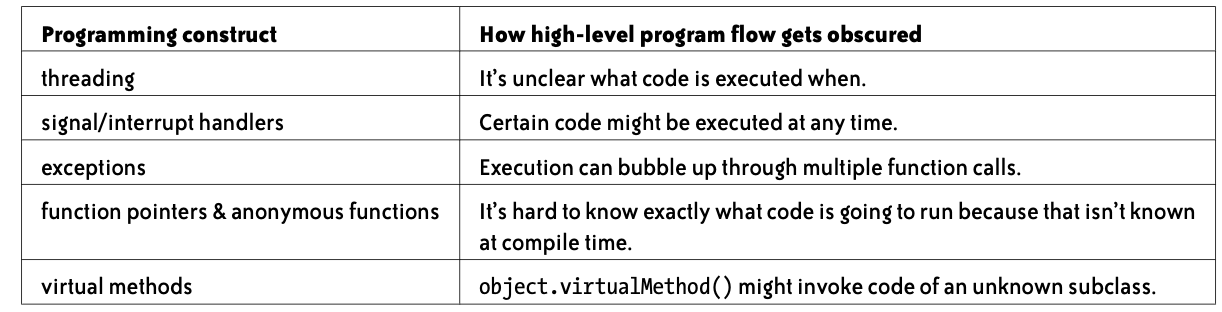 Programming construct How high-level program flow gets obscured
threading It’s unclear what code is executed when.
signal/interrupt handlers Certain code might be executed at any time.
exceptions Execution can bubble up through multiple function calls.
function pointers & anonymous functions It’s hard to know exactly what code is going to run because that isn’t known
at compile time.
virtual methods object.virtualMethod() might invoke code of an unknown subclass.